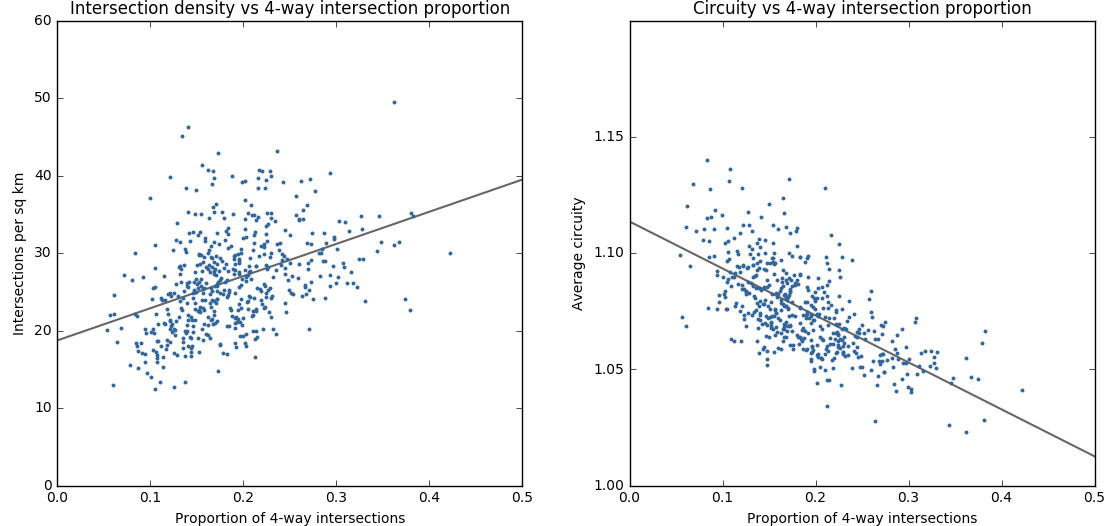 Intersection density vs 4-way intersection proportion
60
50
40
30
20
10
0
Intersections per sq km
0.0 0.1 0.2 0.3 0.4 0.5
Proportion of 4-way intersections
Circuity vs 4-way intersection proportion
1.15
1.10
1.05
1.00
Average circuity
0.0 0.1 0.2 0.3 0.4 0.5
Proportion of 4-way intersections